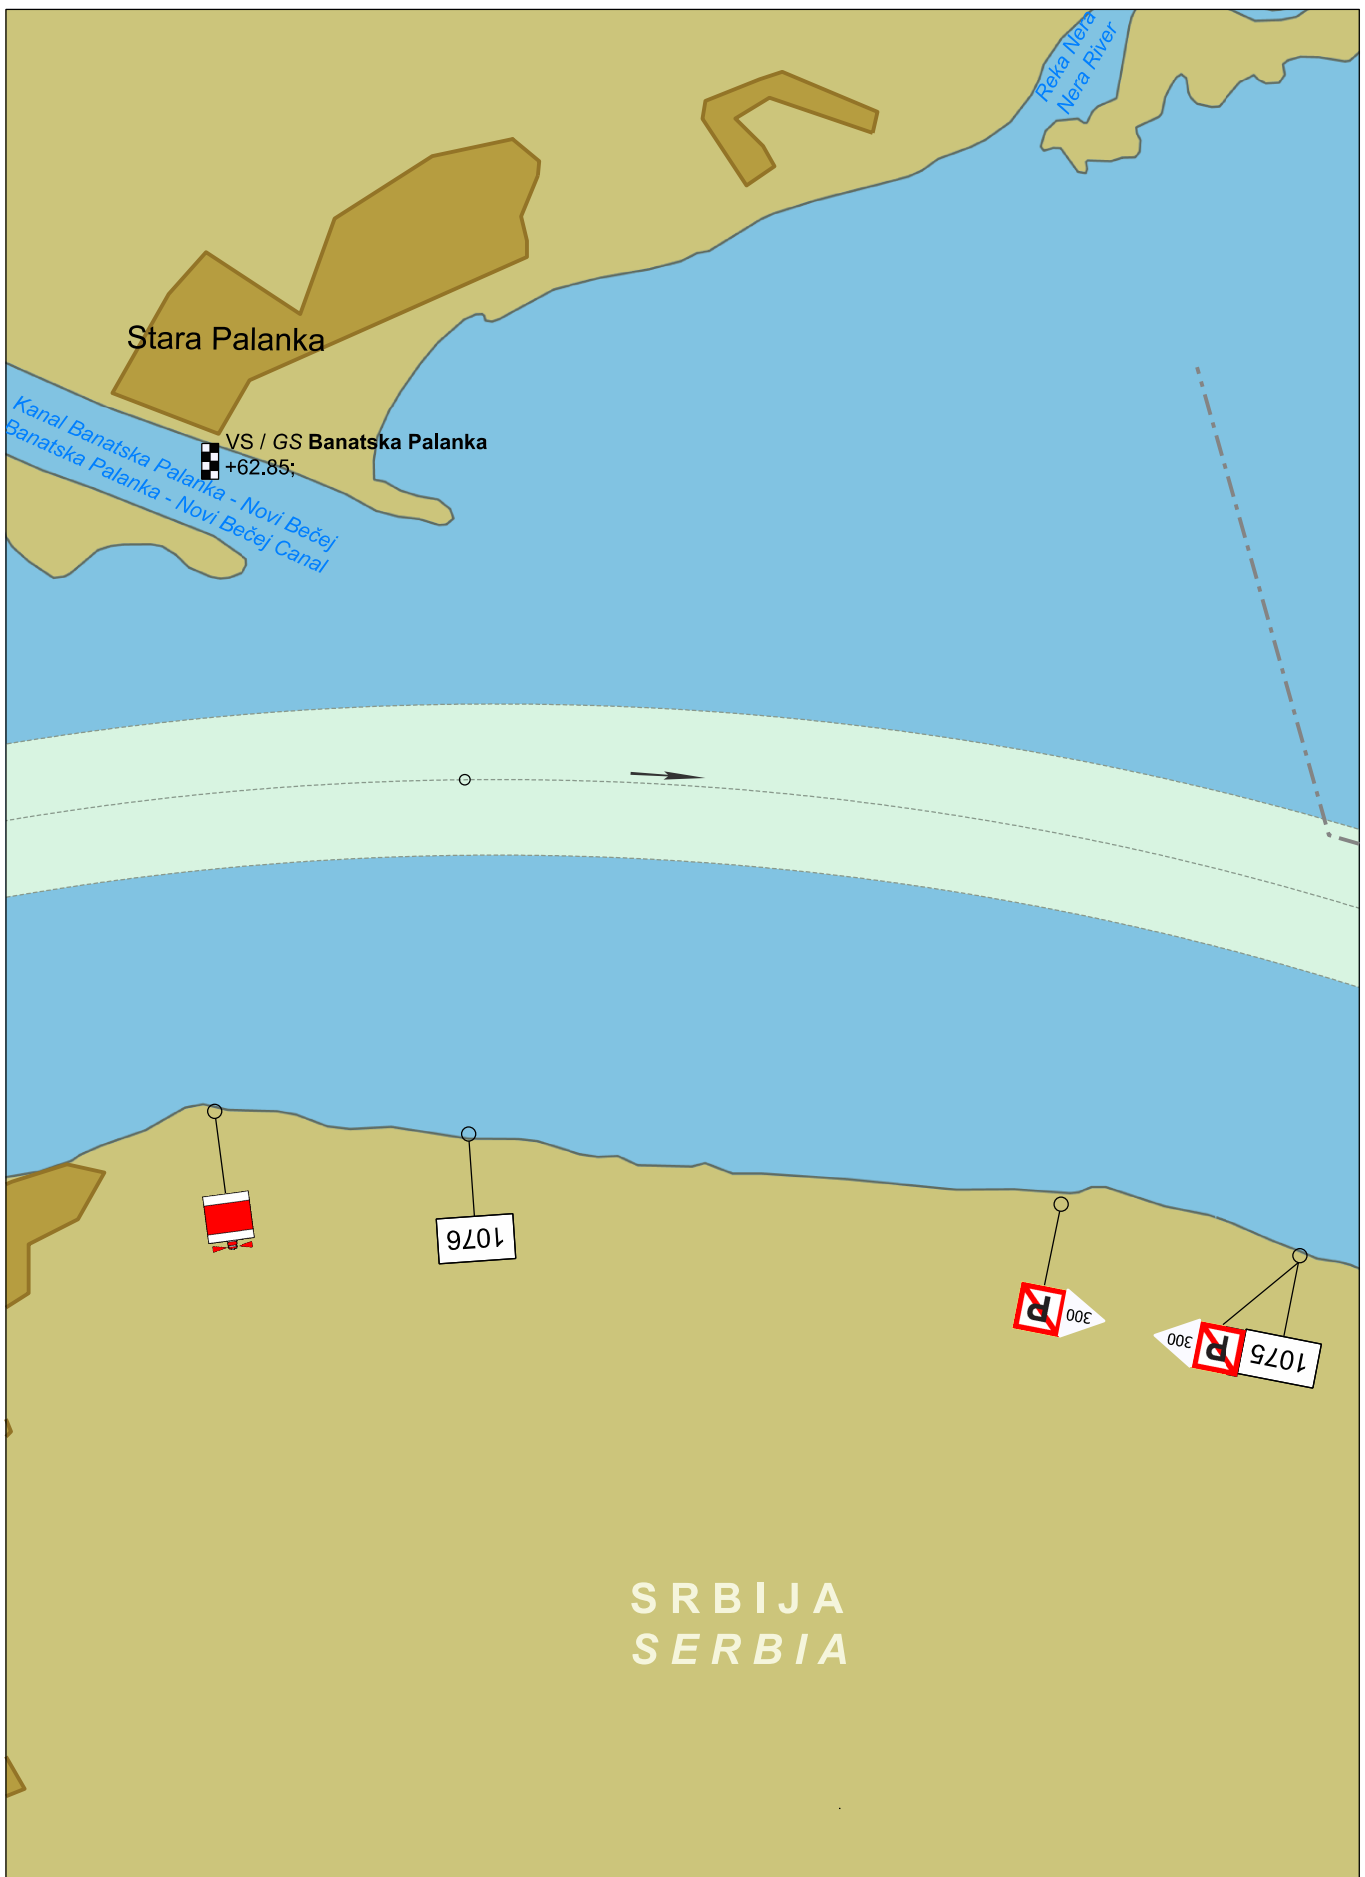 Reka Nera
Nera River
Stara Palanka
VS / GS Banatska Palanka
+62.85;
Kanal Banatska Palanka - Novi Bečej
Banatska Palanka - Novi Bečej Canal
1076
P
300
300
P
1075
SRBIJA
SERBIA